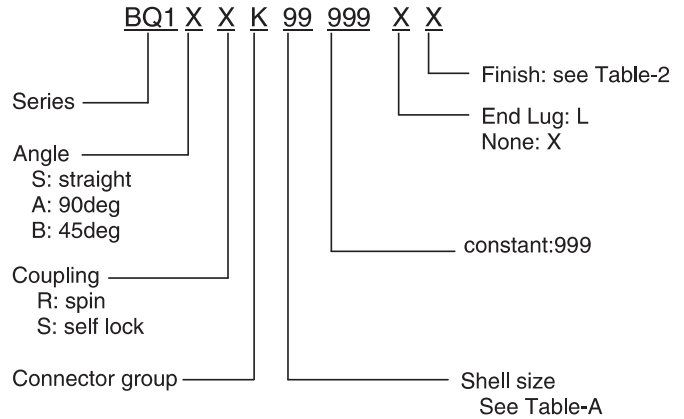 BQ1 X X K 99 999 X X
Finish: see Table-2
Series
End Lug: L
None: X
Angle
S: straight
A: 90deg
B: 45deg
constant:999
Coupling
R: spin
S: self lock
Connector group
Shell size
See Table-A